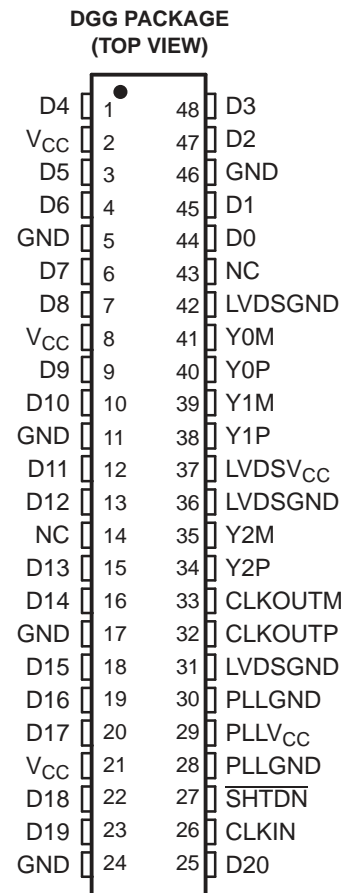 DGG PACKAGE
(TOP VIEW)
D4 1 48 D3
VCC 2 47 D2
D5 3 46 GND
D6 4 45 D1
GND 5 44 D0
D7 6 43 NC
D8 7 42 LVDSGND
VCC 8 41 Y0M
D9 9 40 Y0P
D10 10 39 Y1M
GND 11 38 Y1P
D11 12 37 LVDSVCC
D12 13 36 LVDSGND
NC 14 35 Y2M
D13 15 34 Y2P
D14 16 33 CLKOUTM
GND 17 32 CLKOUTP
D15 18 31 LVDSGND
D16 19 30 PLLGND
D17 20 29 PLLVCC
VCC 21 28 PLLGND
D18 22 27 SHTDN
D19 23 26 CLKIN
GND 24 25 D20